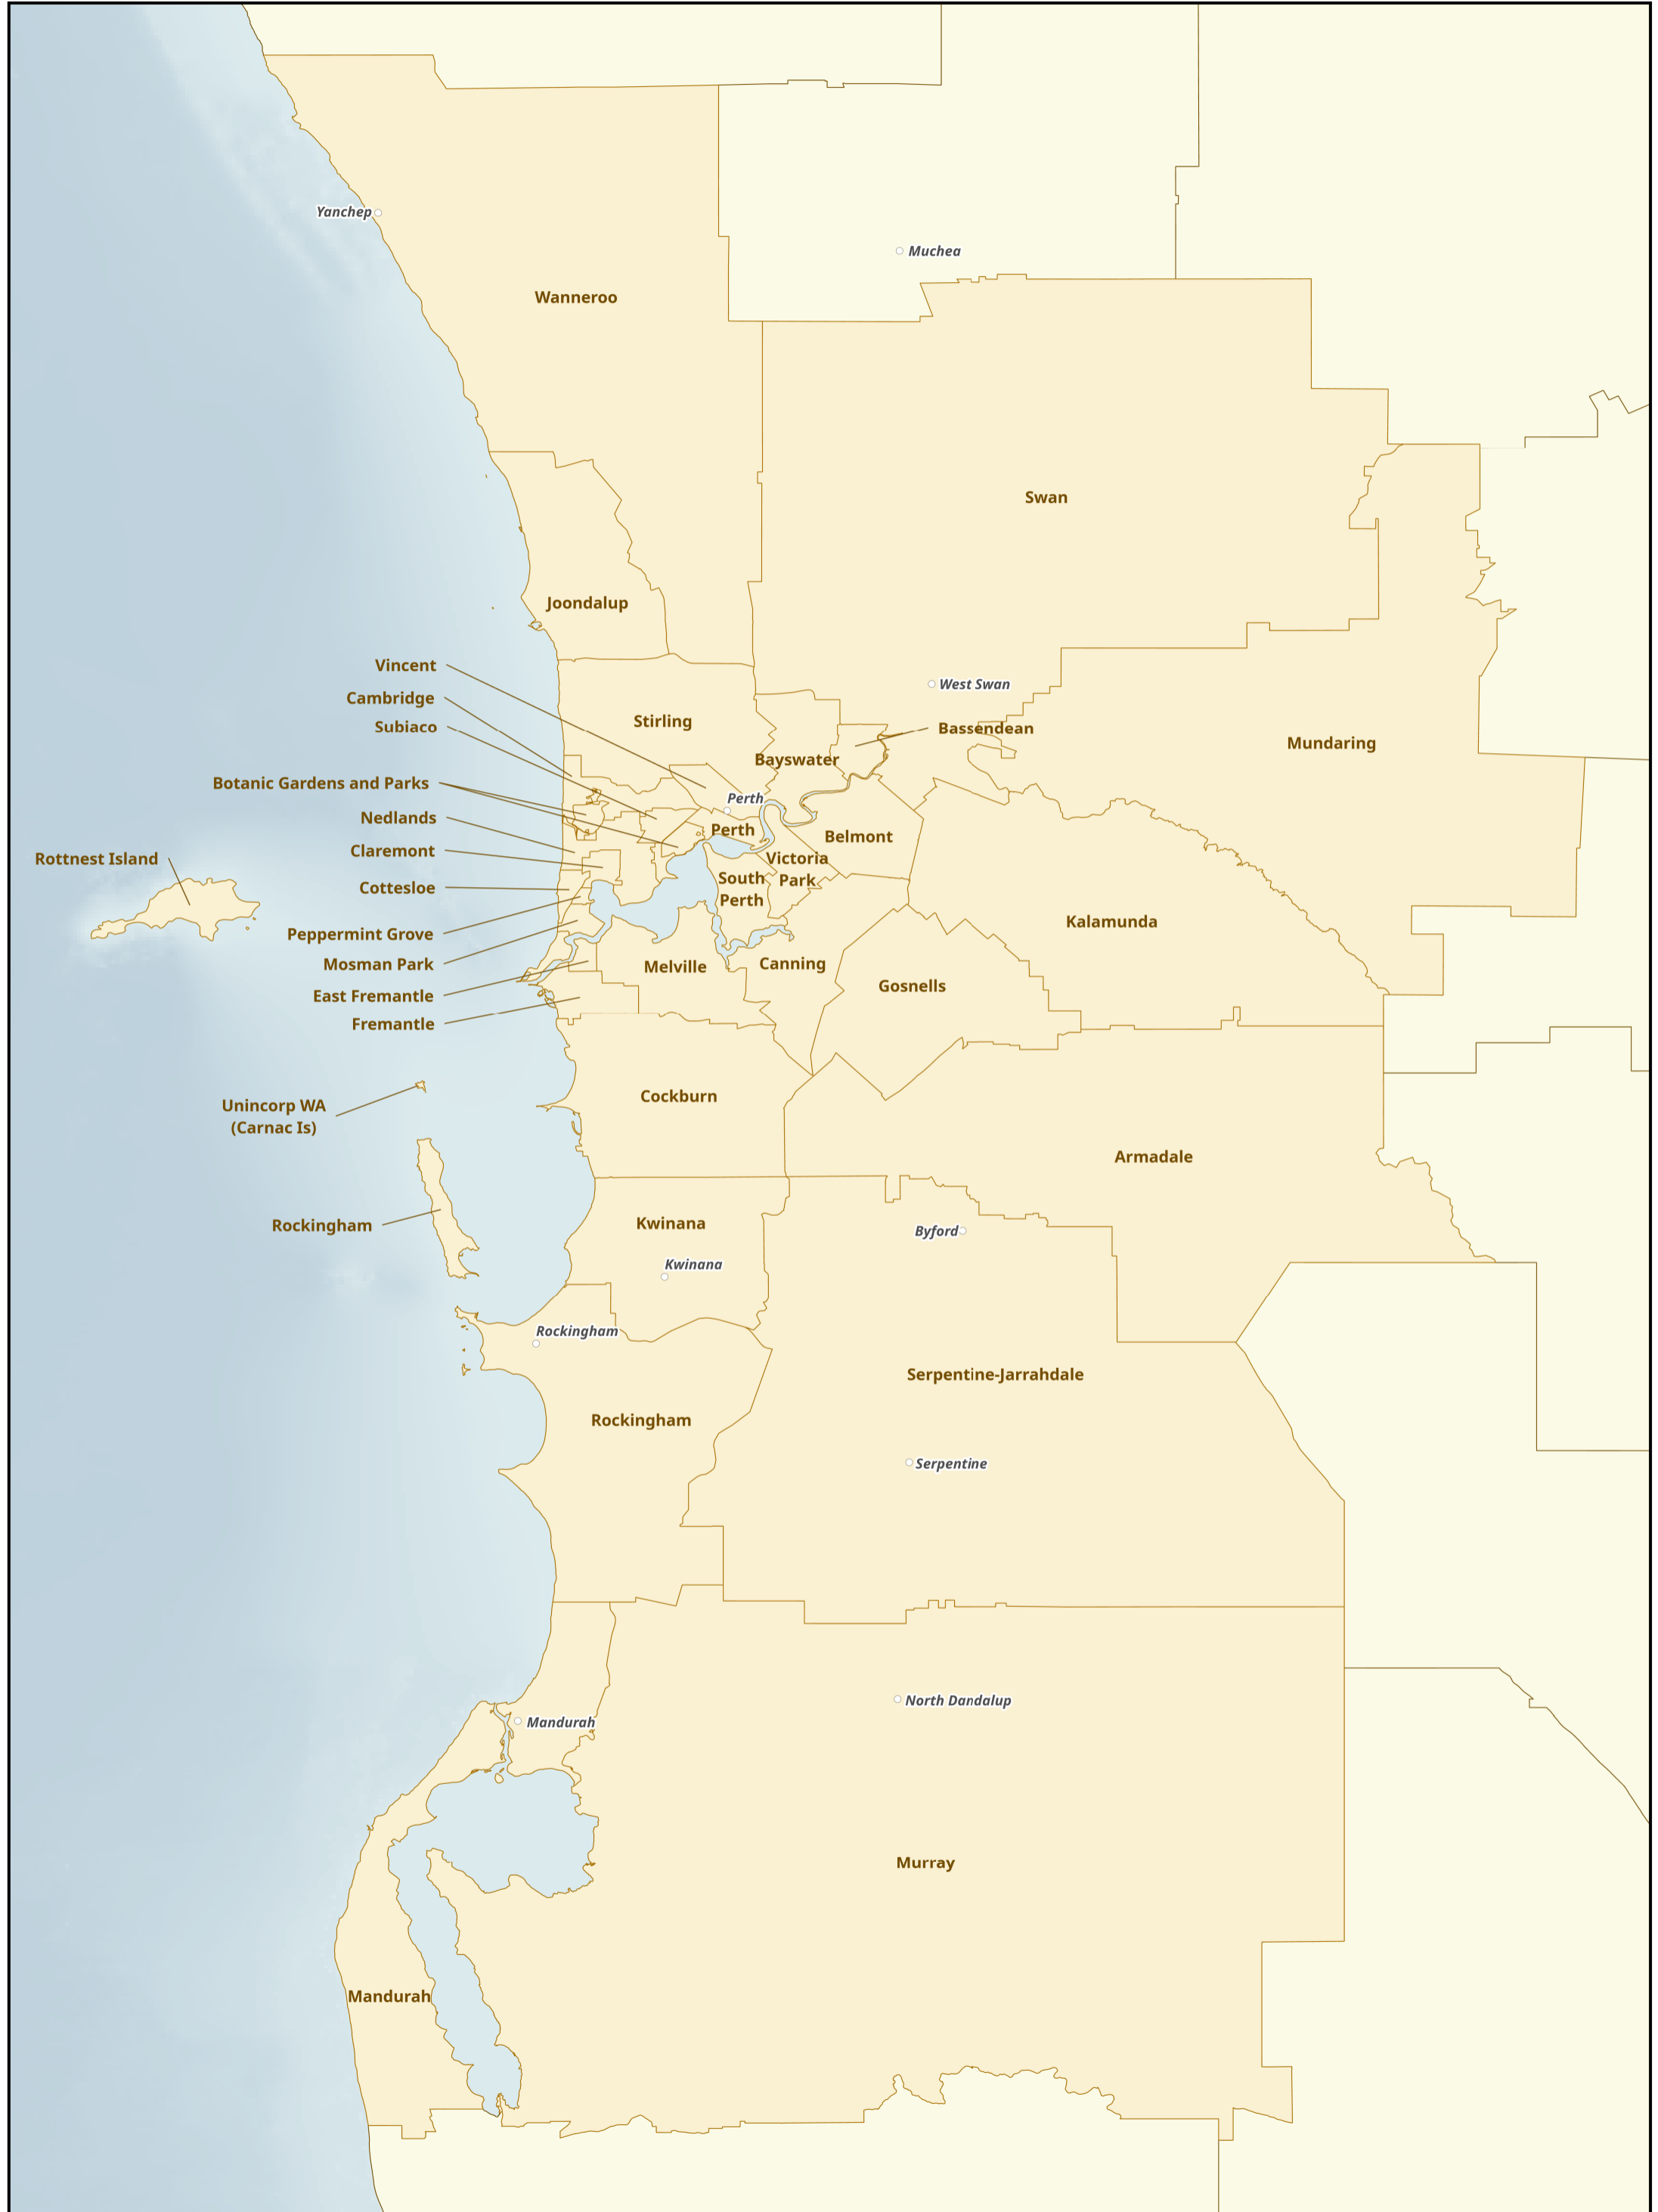 Yanchep
Muchea
Wanneroo
Swan
Joondalup
Vincent
West Swan
Cambridge
Stirling
Subiaco
Bassendean
Mundaring
Bayswater
Botanic Gardens and Parks
Perth
Nedlands
Perth
Belmont
Claremont
Rottnest Island
Victoria
Park
Cottesloe
South
Perth
Kalamunda
Peppermint Grove
Mosman Park
Melville
Canning
Gosnells
East Fremantle
Fremantle
Cockburn
Unincorp WA
(Carnac Is)
Armadale
Rockingham
Kwinana
Byford
Kwinana
Rockingham
Serpentine-Jarrahdale
Rockingham
Serpentine
North Dandalup
Mandurah
Murray
Mandurah